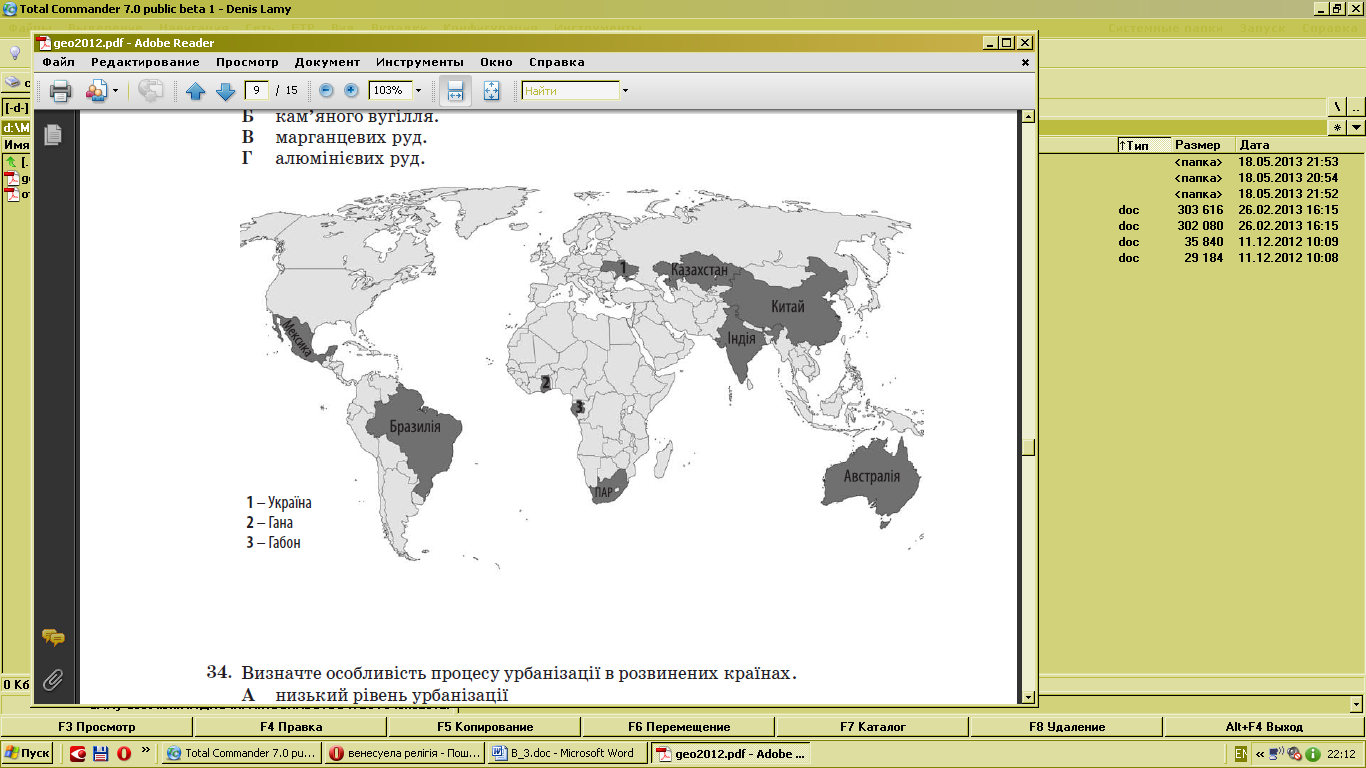 Total Commander 7.0 public beta 1 - Denis Lamy
geo2012.pdf - Adobe Reader
Файл Редактирование Просмотр Документ Инструменты Окно Справка
9 / 15 103% Найти
Б кам’яного вугілля.
В марганцевих руд.
Г алюмінієвих руд.
1
Казахстан
Китай
Індія
Мексика
2
3
Бразилія
ПАР
Австралія
1 – Україна
2 – Гана
3 – Габон
34. Визначте особливість процесу урбанізації в розвинених країнах.
А низький рівень урбанізації
[-d-]
\ ..
d:\M
* 
Имя
↑Тип Размер Дата
[.
<папка> 18.05.2013 21:53
<папка> 18.05.2013 20:54
<папка> 18.05.2013 21:52
doc 303 616 26.02.2013 16:15
doc 302 080 26.02.2013 16:15
doc 35 840 11.12.2012 10:09
doc 29 184 11.12.2012 10:08
0 Кб
F3 Просмотр F4 Правка F5 Копирование F6 Перемещение F7 Каталог F8 Удаление Alt+F4 Выход
Пуск » Total Commander 7.0 pu... венесуела релігія - Пош... В_3.doc - Microsoft Word geo2012.pdf - Adobe ... EN « 22:12